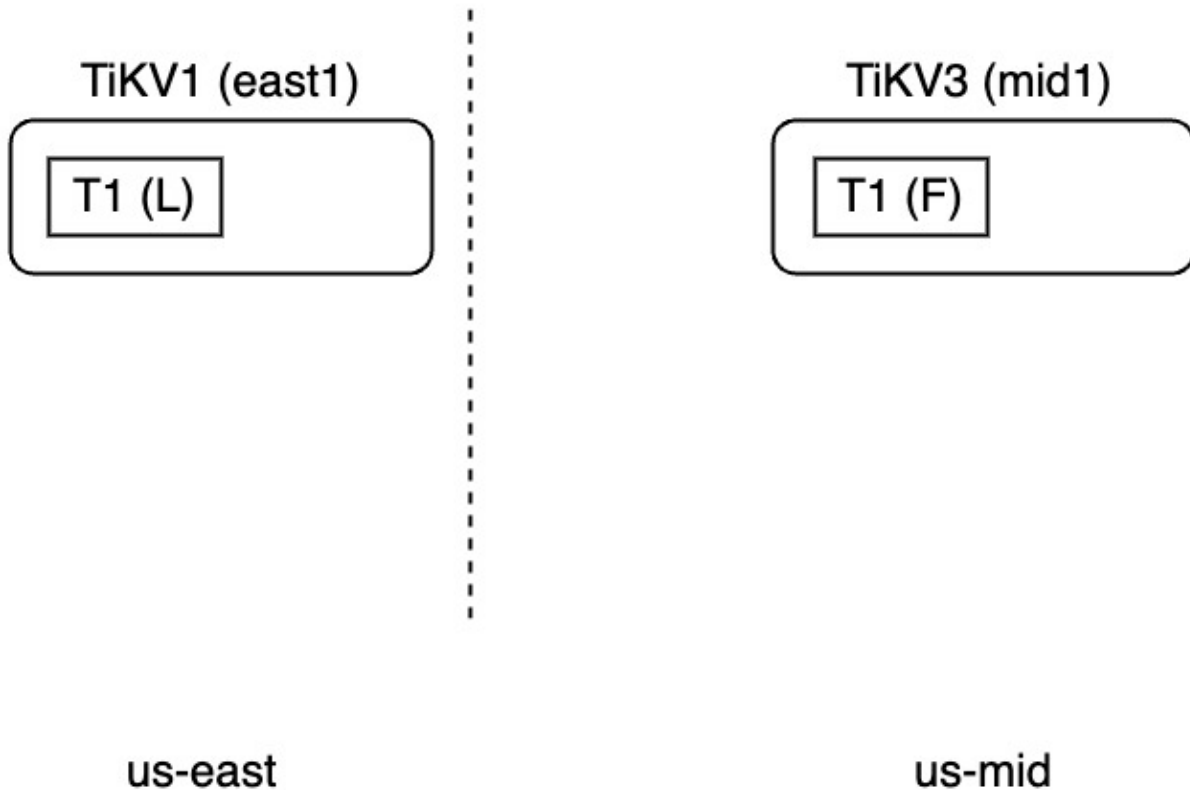 TiKV1 (east1)
TiKV3 (mid1)
T1 (L)
T1 (F)
us-east
us-mid